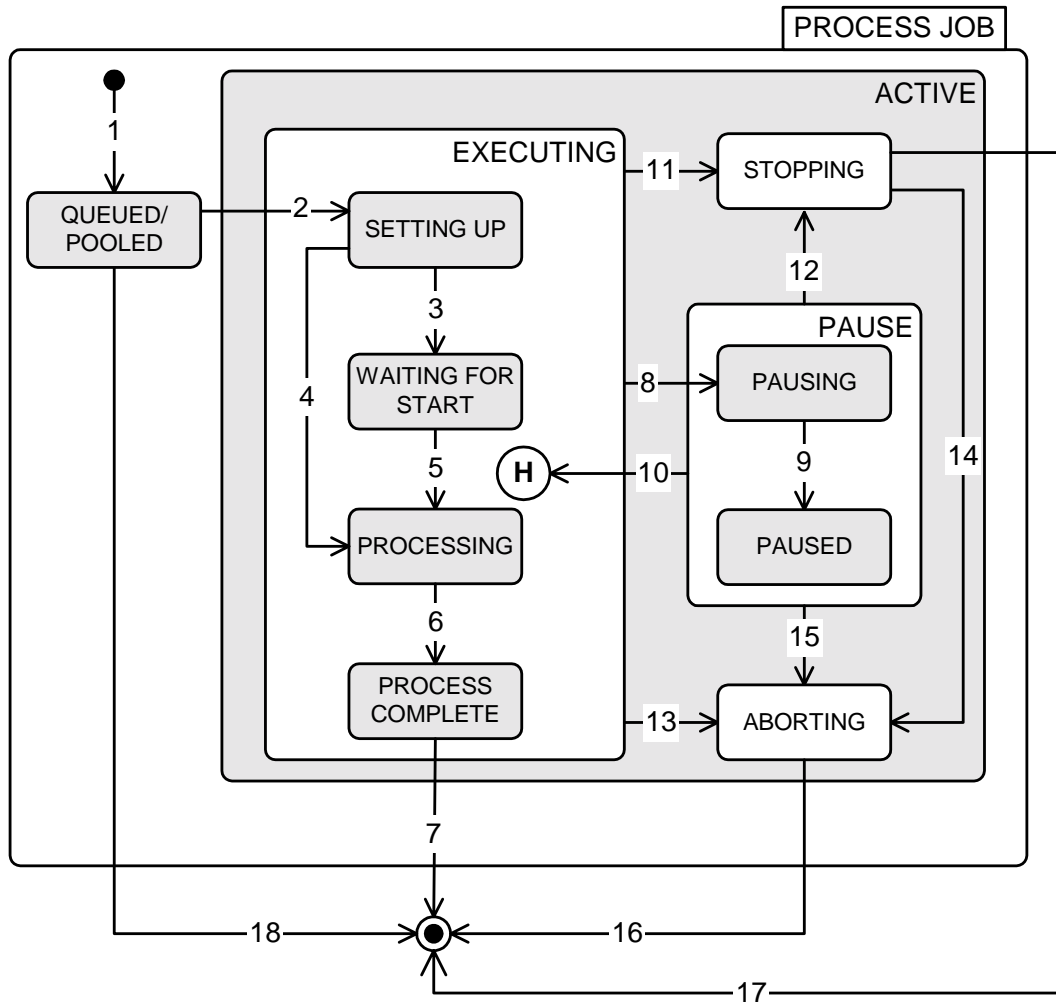 PROCESS JOB
ACTIVE
EXECUTING
1
QUEUED/
POOLED
2
SETTING UP
3
4
WAITING FOR
START
5
H
PROCESSING
6
PROCESS
COMPLETE
7
11
STOPPING
12
PAUSE
8
PAUSING
9
10
PAUSED
14
15
13
ABORTING
18
16
17